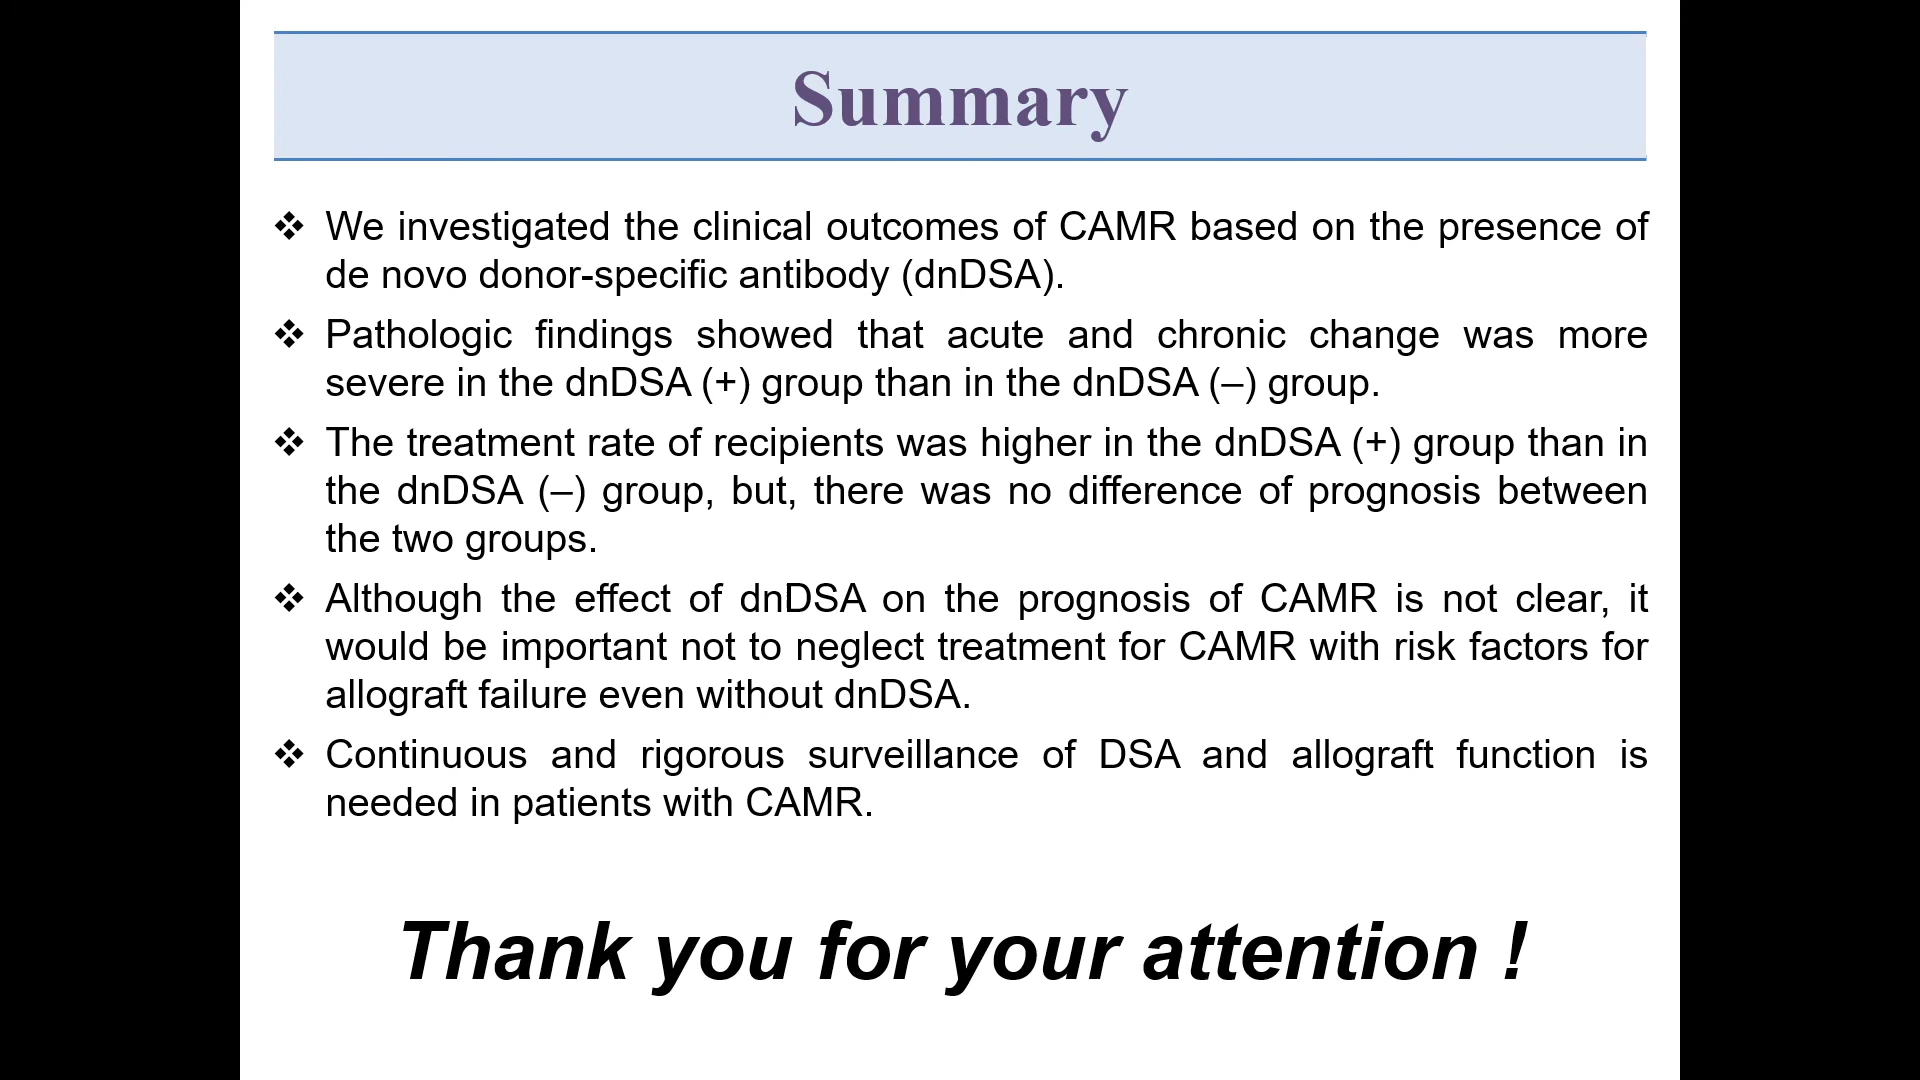 Summary
❖ We investigated the clinical outcomes of CAMR based on the presence of
de novo donor-specific antibody (dnDSA).
❖ Pathologic findings showed that acute and chronic change was more
severe in the dnDSA (+) group than in the dnDSA (–) group.
❖ The treatment rate of recipients was higher in the dnDSA (+) group than in
the dnDSA (–) group, but, there was no difference of prognosis between
the two groups.
❖ Although the effect of dnDSA on the prognosis of CAMR is not clear, it
would be important not to neglect treatment for CAMR with risk factors for
allograft failure even without dnDSA.
❖ Continuous and rigorous surveillance of DSA and allograft function is
needed in patients with CAMR.
Thank you for your attention !